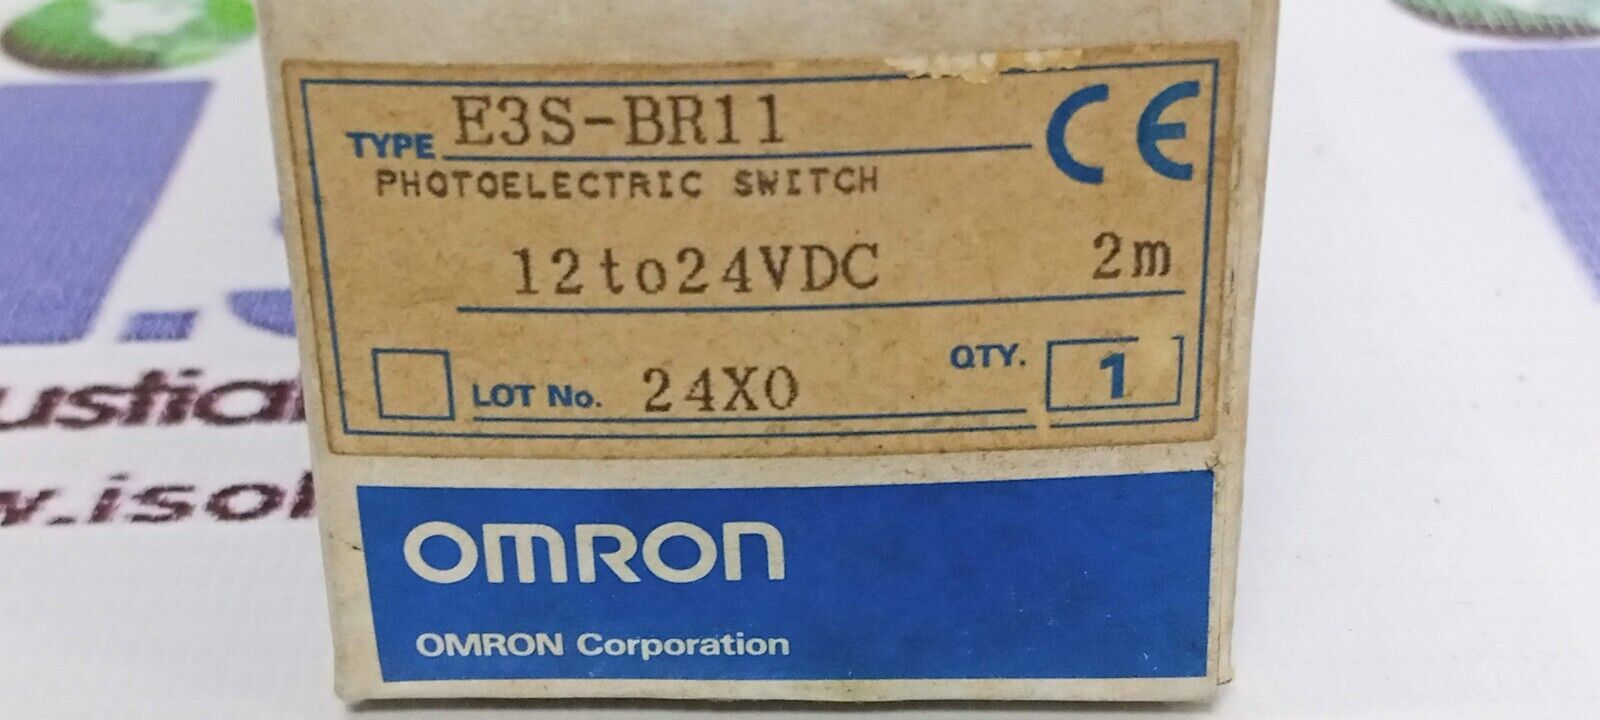 E3S-BR11
TYPE
CE
PHOTOELECTRIC SWITCH
12to24VDC 2m
QTY. 1
LOT No. 24X0
OMRON
OMRON Corporation